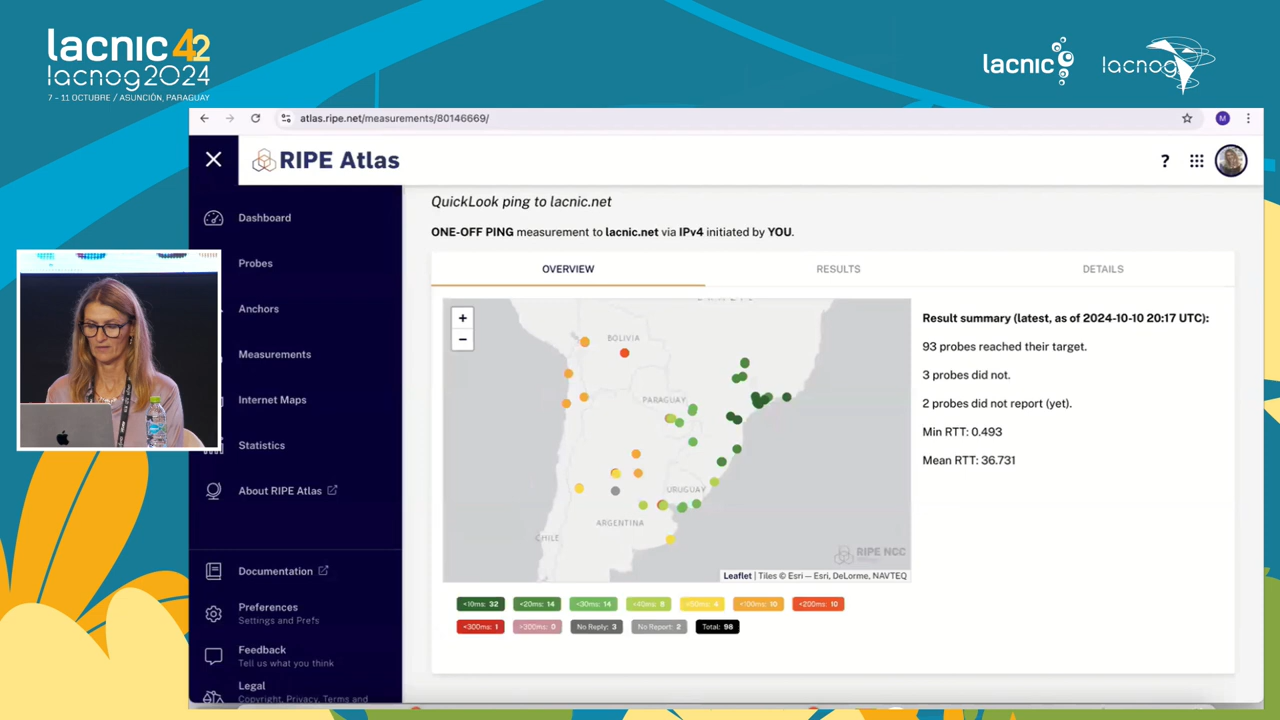 lacnic 42
lacnog2024
7 - 11 OCTUBRE / ASUNCIÓN, PARAGUAY
lacnic
lacnog
atlas.ripe.net/measurements/80146669/
M
RIPE Atlas
?
Dashboard
Probes
Anchors
Measurements
Internet Maps
Statistics
About RIPE Atlas
Documentation
Preferences
Settings and Prefs
Feedback
Tell us what you think
Legal
Copyright, Privacy, Terms and
QuickLook ping to lacnic.net
ONE-OFF PING measurement to lacnic.net via IPv4 initiated by YOU.
OVERVIEW
RESULTS
DETAILS
+
−
BOLIVIA
PARAGUAY
URUGUAY
ARGENTINA
CHILE
RIPE NCC
Leaflet | Tiles © Esri — Esri, DeLorme, NAVTEQ
<10ms: 32
<20ms: 14
<30ms: 14
<40ms: 8
<100ms: 10
<200ms: 10
<300ms: 1
>300ms: 0
No Reply: 3
No Report: 2
Total: 98
Result summary (latest, as of 2024-10-10 20:17 UTC):
93 probes reached their target.
3 probes did not.
2 probes did not report (yet).
Min RTT: 0.493
Mean RTT: 36.731